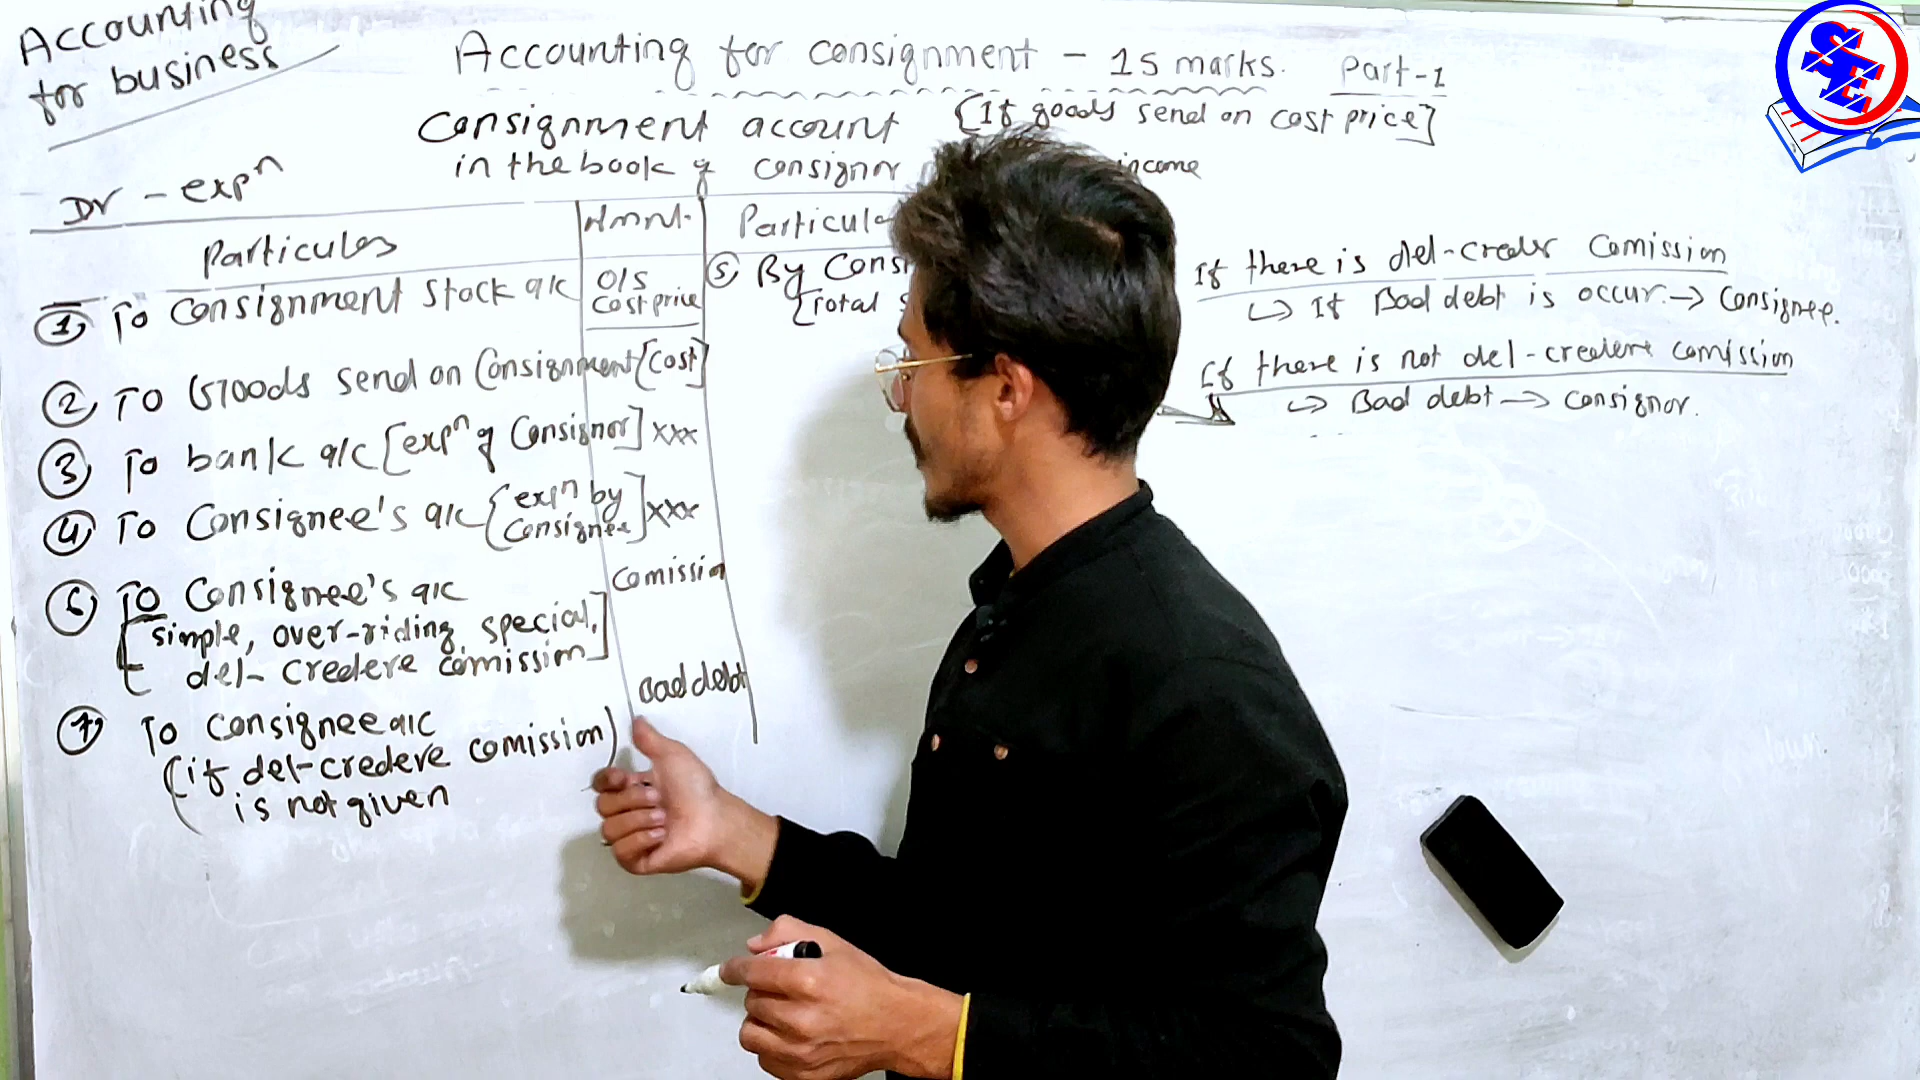 Accounting
for business
Accounting for consignment - 15 marks. Part-1
Consignment account [If goods send on cost price]
in the book of consignor income
Dr - expn
Particulars Amnt. Particula
① To Consignment stock a/c O/S cost price
⑤ By Consi
[Total s
② To Goods send on Consignment [cost]
③ To bank a/c [expn of Consignor] xxx
④ To Consignee's a/c [expn by Consignee] xxx
⑥ To Consignee's a/c Comission
[simple, over-riding, special,
del-credere comission]
Bad debt
⑦ To Consignee a/c
(if del-credere comission)
is not given
If there is del-creder Comission
↳ If Bad debt is occur. → Consignee.
If there is not del-credere comission
↳ Bad debt → Consignor.
SE